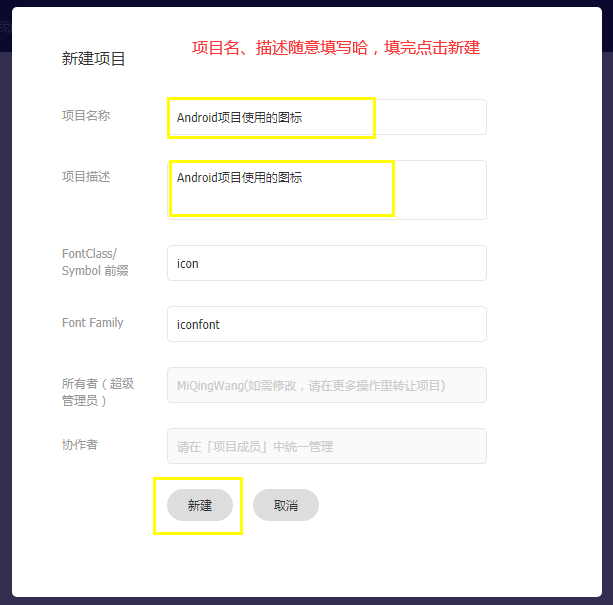 新建项目
项目名、描述随意填写哈，填完点击新建
项目名称
Android项目使用的图标
项目描述
Android项目使用的图标
FontClass/
Symbol 前缀
icon
Font Family
iconfont
所有者（超级
管理员）
MiQingWang(如需修改，请在更多操作里转让项目)
协作者
请在「项目成员」中统一管理
新建
取消